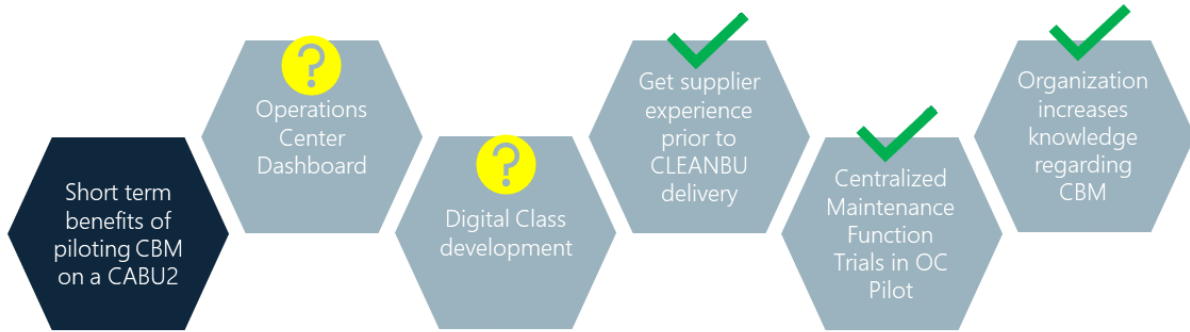 Short term
benefits of
piloting CBM
on a CABU2
?
Operations
Center
Dashboard
?
Digital Class
development
Get supplier
experience
prior to
CLEANBU
delivery
Centralized
Maintenance
Function
Trials in OC
Pilot
Organization
increases
knowledge
regarding
CBM